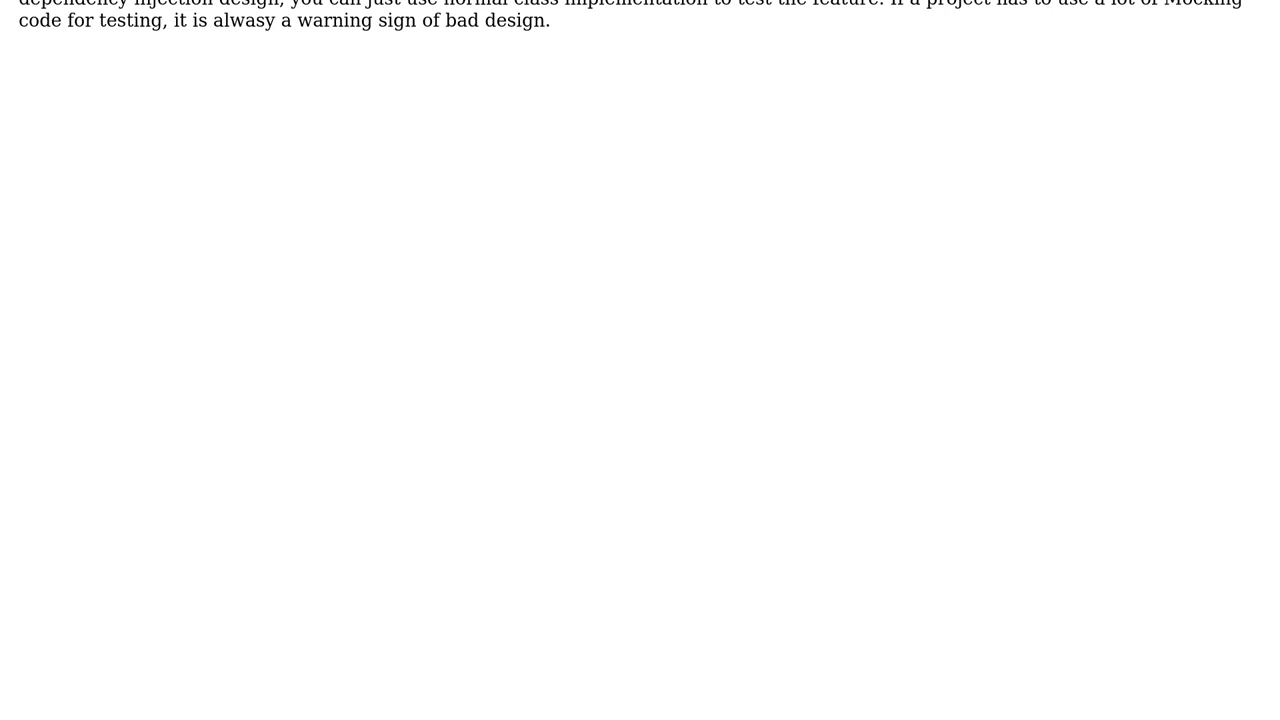 dependency injection design, you can just use normal class implementation to test the feature. If a project has to use a lot of Mocking
code for testing, it is alwasy a warning sign of bad design.